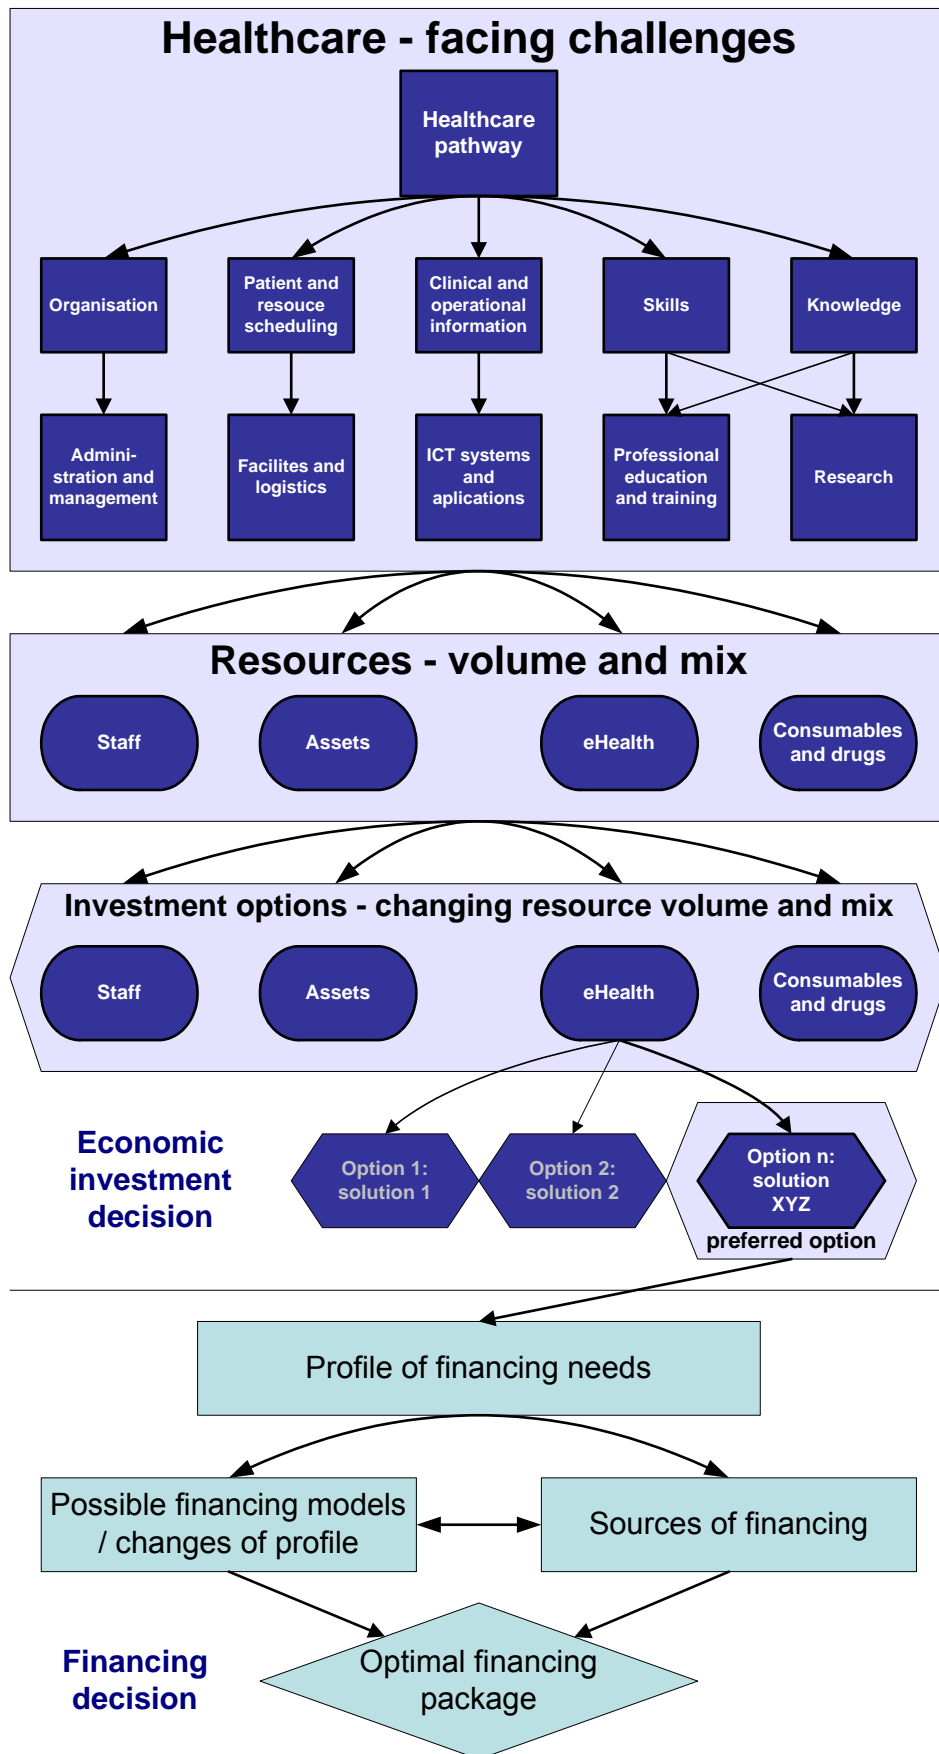 Healthcare - facing challenges
Healthcare
pathway
Organisation
Patient and
resouce
scheduling
Clinical and
operational
information
Skills
Knowledge
Admini-
stration and
management
Facilites and
logistics
ICT systems
and
aplications
Professional
education
and training
Research
Resources - volume and mix
Staff
Assets
eHealth
Consumables
and drugs
Investment options - changing resource volume and mix
Staff
Assets
eHealth
Consumables
and drugs
Economic
investment
decision
Option 1:
solution 1
Option 2:
solution 2
Option n:
solution
XYZ
preferred option
Profile of financing needs
Possible financing models
/ changes of profile
Sources of financing
Financing
decision
Optimal financing
package